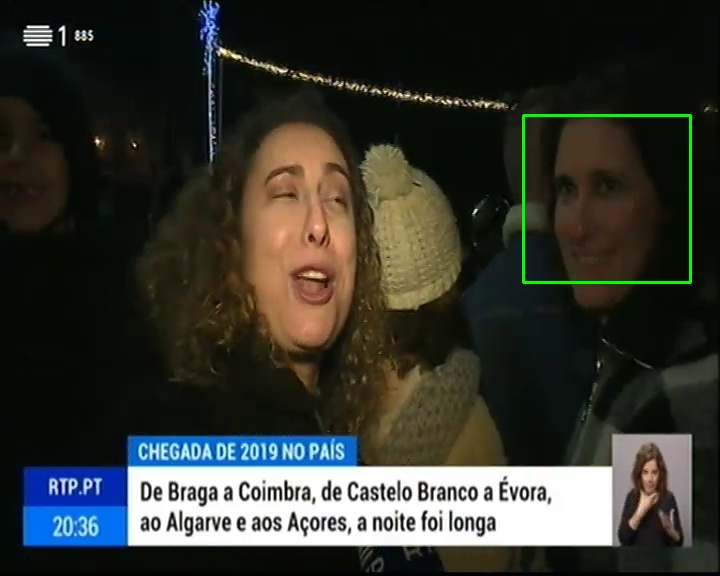 1 885
CHEGADA DE 2019 NO PAÍS
RTP.PT
De Braga a Coimbra, de Castelo Branco a Évora,
20:36
ao Algarve e aos Açores, a noite foi longa